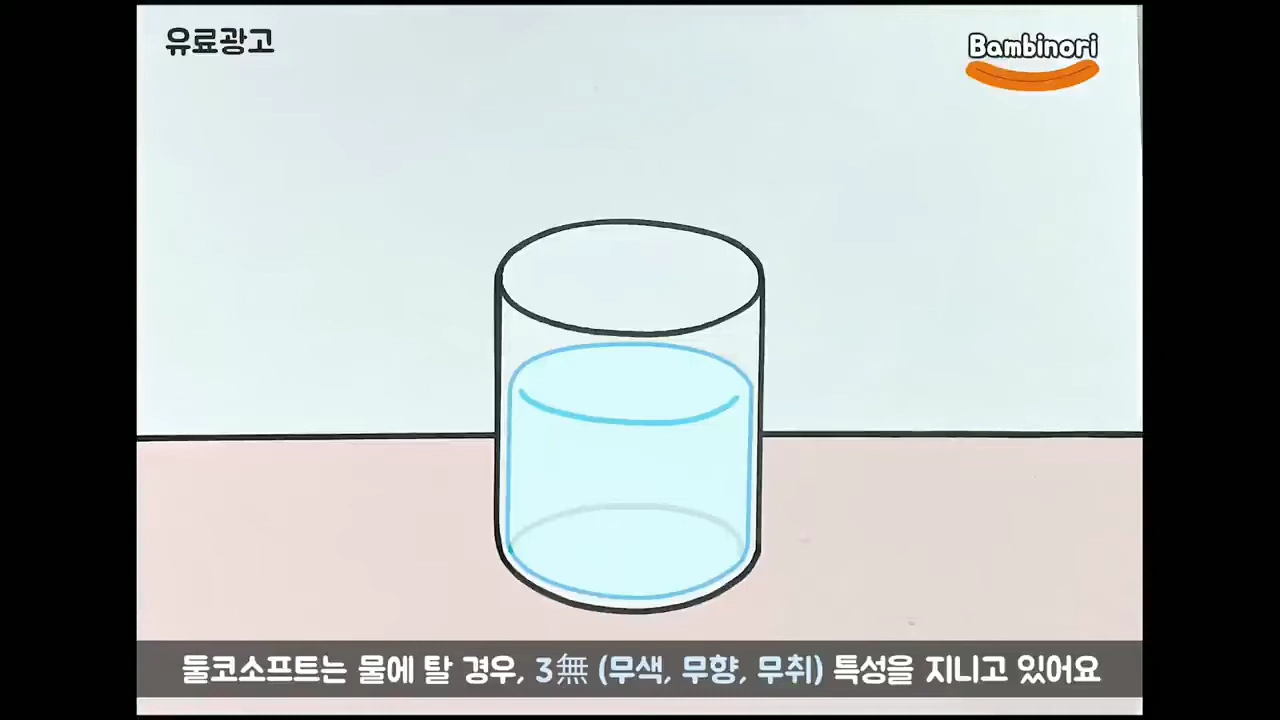 유료광고
Bambinori
둘코소프트는 물에 탈 경우, 3無 (무색, 무향, 무취) 특성을 지니고 있어요